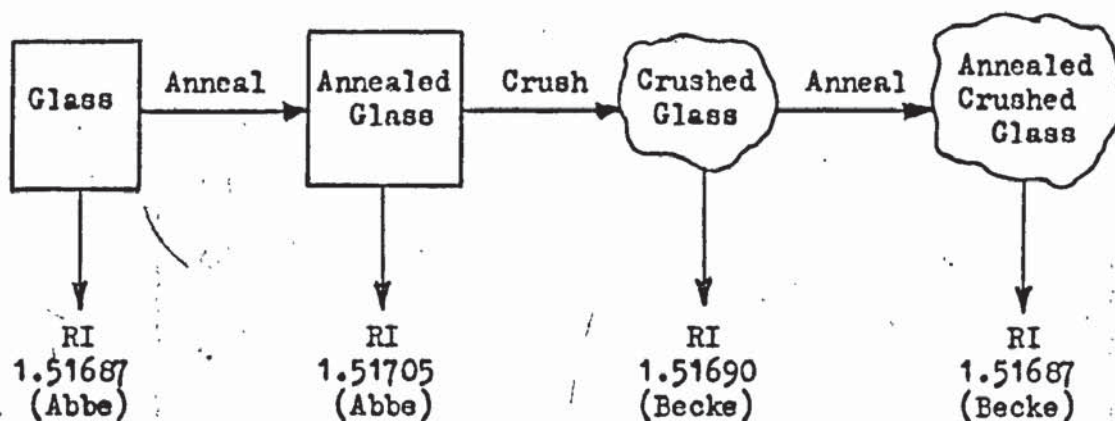 Glass
Anneal
Annealed
Glass
Crush
Crushed
Glass
Anneal
Annealed
Crushed
Glass
RI
1.51687
(Abbe)
RI
1.51705
(Abbe)
RI
1.51690
(Becke)
RI
1.51687
(Becke)